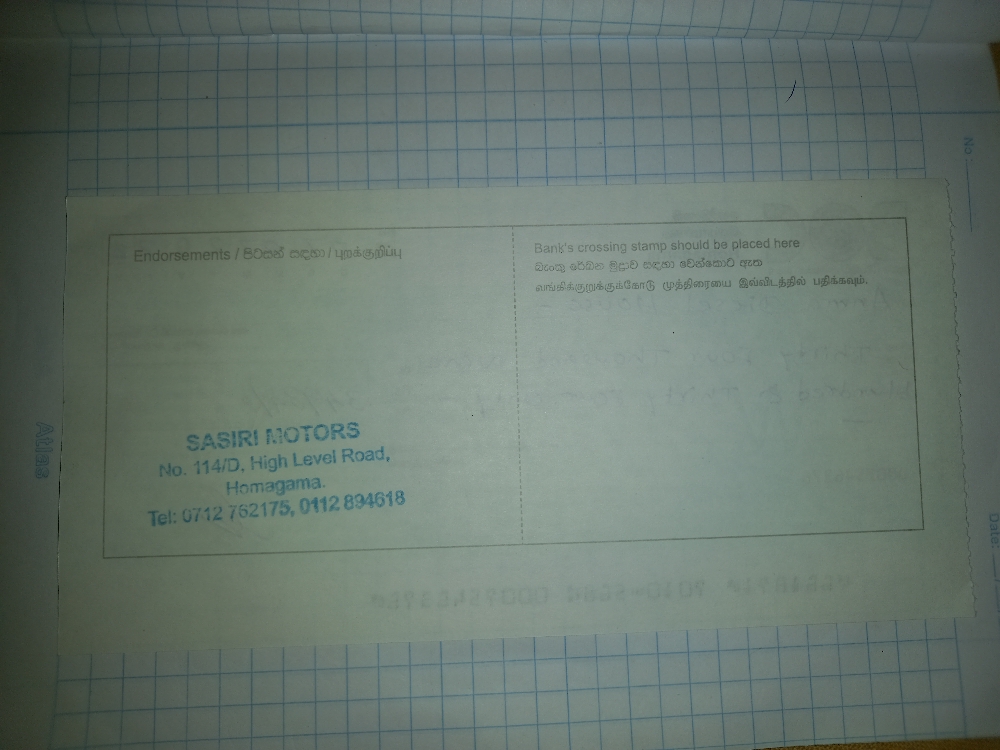 No.
Endorsements / පිටසන් සඳහා / புறக்குறிப்பு
Bank's crossing stamp should be placed here
බැංකු රේඛන මුද්‍රාව සඳහා වෙන්කොට ඇත
வங்கிக்குறுக்குக்கோடு முத்திரையை இவ்விடத்தில் பதிக்கவும்.
SASIRI MOTORS
No. 114/D, High Level Road,
Homagama.
Tel: 0712 762175, 0112 894618
Atlas
Date: